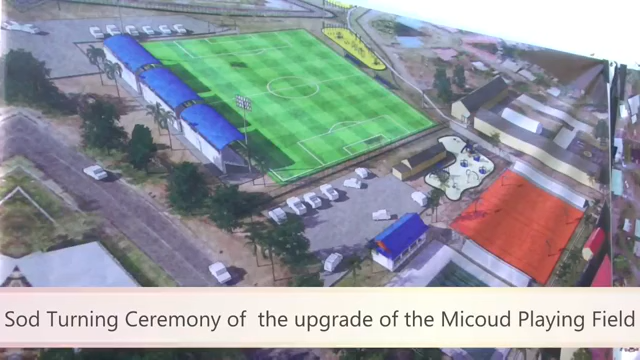 Sod Turning Ceremony of the upgrade of the Micoud Playing Field